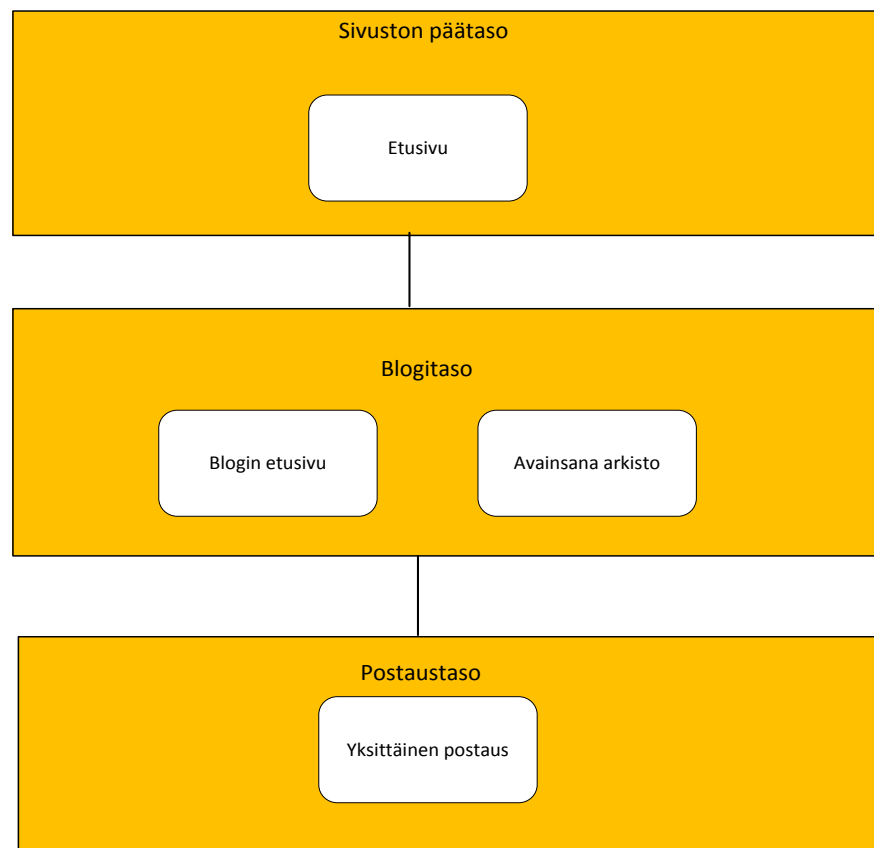 Sivuston päätaso
Etusivu
Blogitaso
Blogin etusivu
Avainsana arkisto
Postaustaso
Yksittäinen postaus